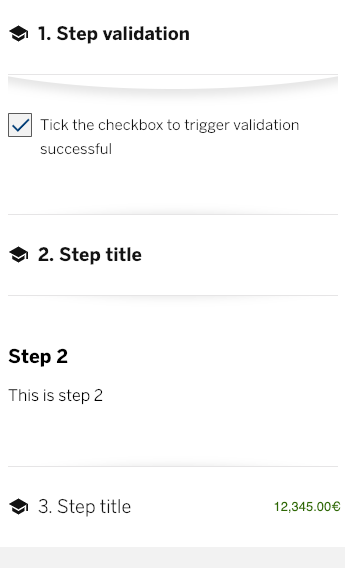 1. Step validation
Tick the checkbox to trigger validation
successful
2. Step title
Step 2
This is step 2
3. Step title 12,345.00€